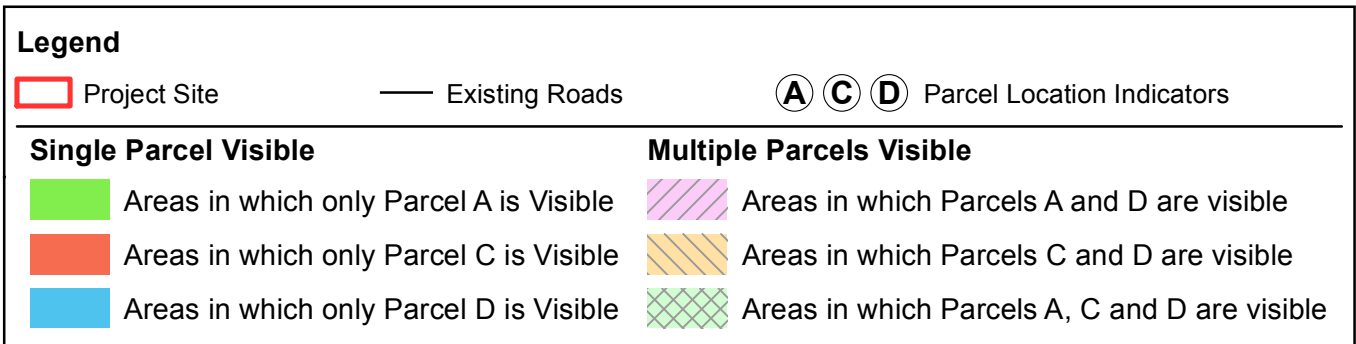 Legend
Project Site Existing Roads A C D Parcel Location Indicators
Single Parcel Visible Multiple Parcels Visible
Areas in which only Parcel A is Visible Areas in which Parcels A and D are visible
Areas in which only Parcel C is Visible Areas in which Parcels C and D are visible
Areas in which only Parcel D is Visible Areas in which Parcels A, C and D are visible